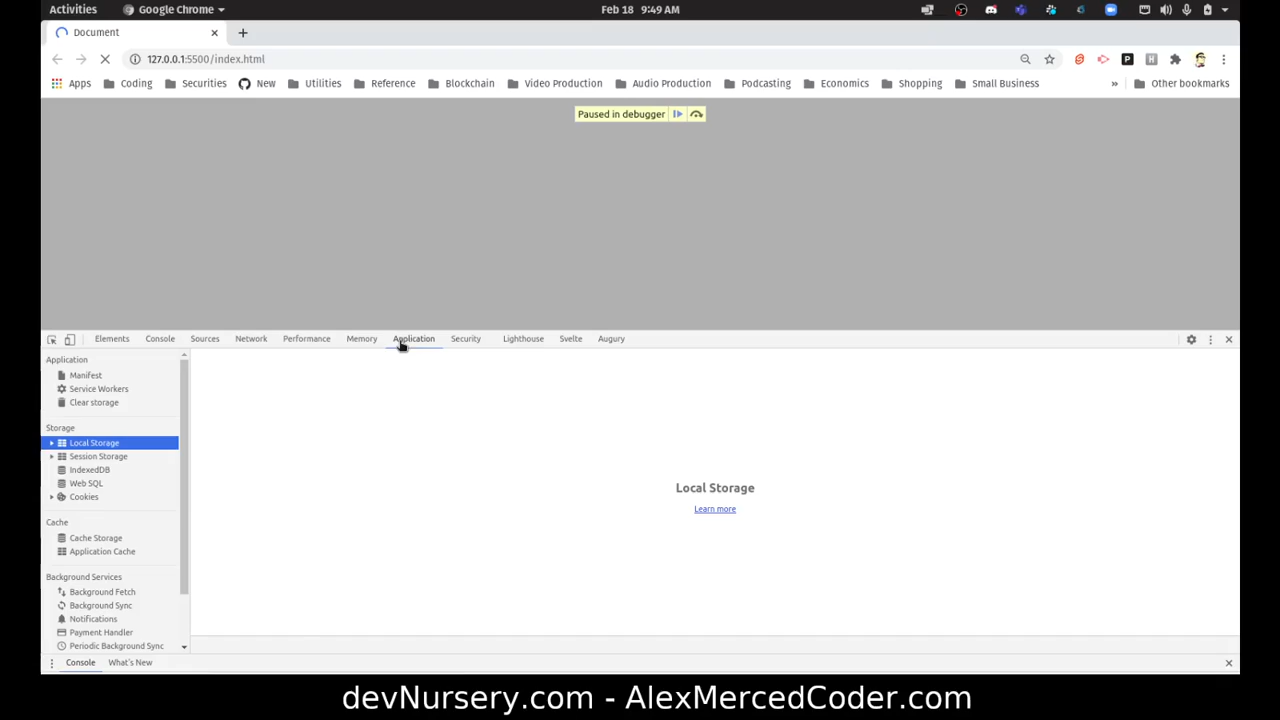 Activities Google Chrome Feb 18 9:49 AM
Document
127.0.0.1:5500/index.html
Apps Coding Securities New Utilities Reference Blockchain Video Production Audio Production Podcasting Economics Shopping Small Business » Other bookmarks
Paused in debugger
Elements Console Sources Network Performance Memory Application Security Lighthouse Svelte Augury
Application
Manifest
Service Workers
Clear storage
Storage
Local Storage
Session Storage
IndexedDB
Web SQL
Cookies
Cache
Cache Storage
Application Cache
Background Services
Background Fetch
Background Sync
Notifications
Payment Handler
Periodic Background Sync
Local Storage
Learn more
Console What's New
devNursery.com - AlexMercedCoder.com